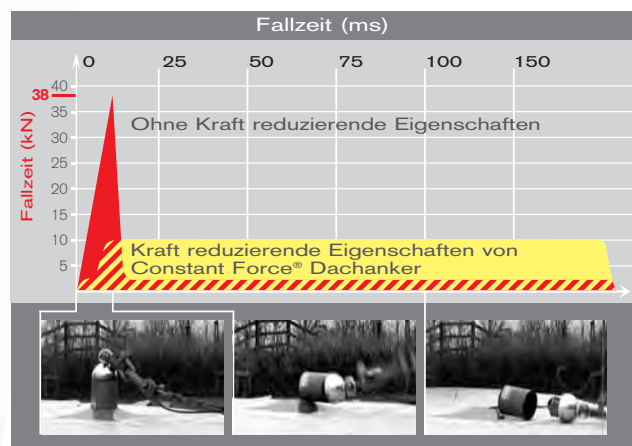 Fallzeit (ms)
0 25 50 75 100 150
40
38
35
30
25
20
15
10
5
Fallzeit (kN)
Ohne Kraft reduzierende Eigenschaften
Kraft reduzierende Eigenschaften von
Constant Force® Dachanker